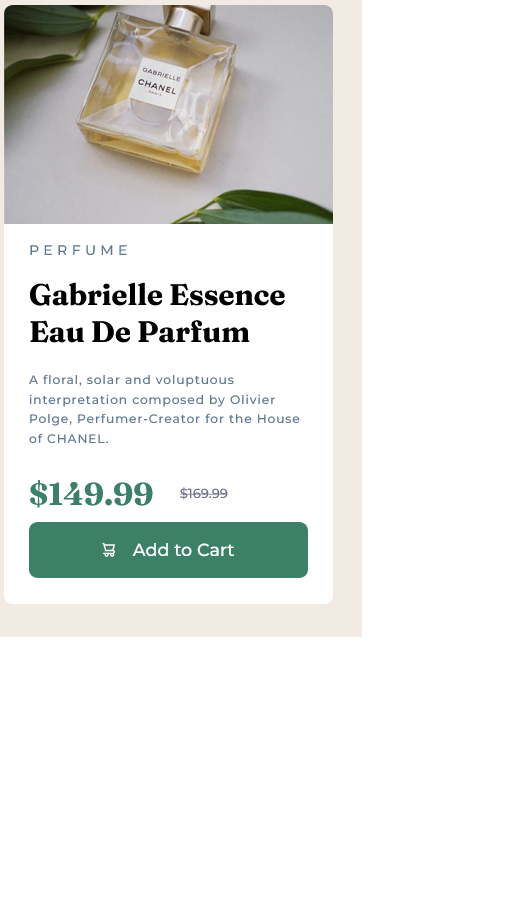 GABRIELLE
CHANEL
PARIS
PERFUME
Gabrielle Essence
Eau De Parfum
A floral, solar and voluptuous
interpretation composed by Olivier
Polge, Perfumer-Creator for the House
of CHANEL.
$149.99 $169.99
Add to Cart